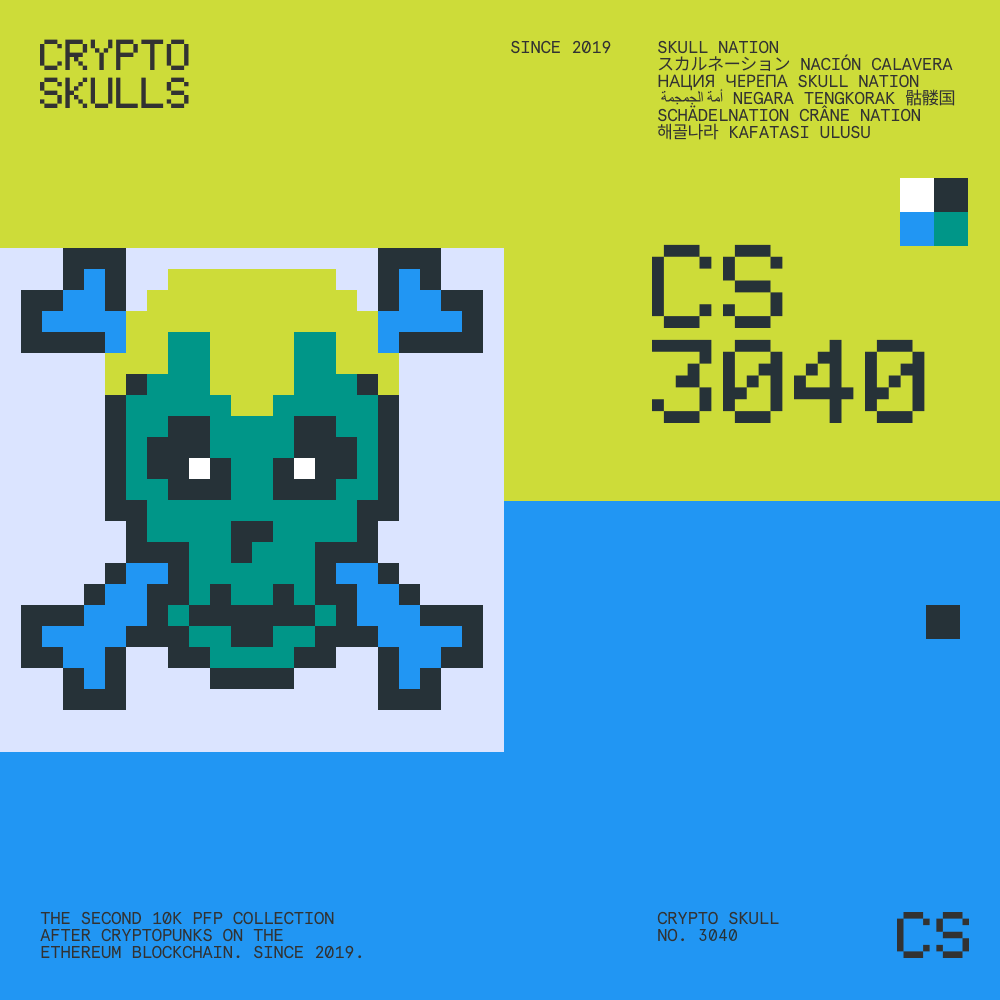 CRYPTO
SKULLS
SINCE 2019
SKULL NATION
スカルネーション NACIÓN CALAVERA
НАЦИЯ ЧЕРЕПА SKULL NATION
أمة الجمجمة NEGARA TENGKORAK 骷髅国
SCHÄDELNATION CRÂNE NATION
해골나라 KAFATASI ULUSU
CS
3040
THE SECOND 10K PFP COLLECTION
AFTER CRYPTOPUNKS ON THE
ETHEREUM BLOCKCHAIN. SINCE 2019.
CRYPTO SKULL
NO. 3040
CS